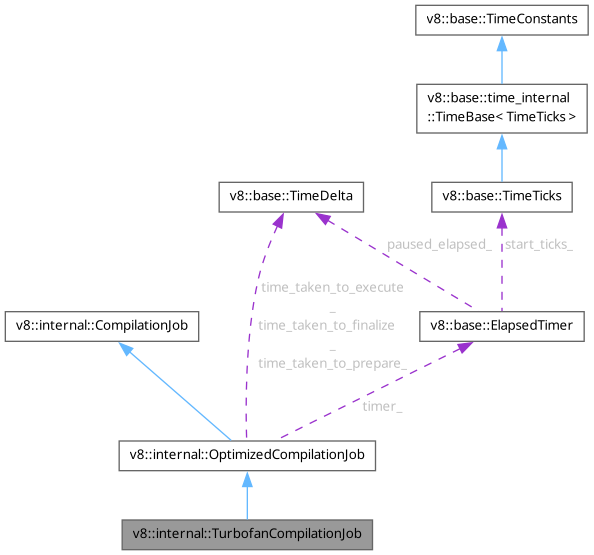 v8::base::TimeConstants
v8::base::time_internal
::TimeBase< TimeTicks >
v8::base::TimeDelta
v8::base::TimeTicks
paused_elapsed_
start_ticks_
time_taken_to_execute
_
time_taken_to_finalize
_
time_taken_to_prepare_
v8::internal::CompilationJob
v8::base::ElapsedTimer
timer_
v8::internal::OptimizedCompilationJob
v8::internal::TurbofanCompilationJob